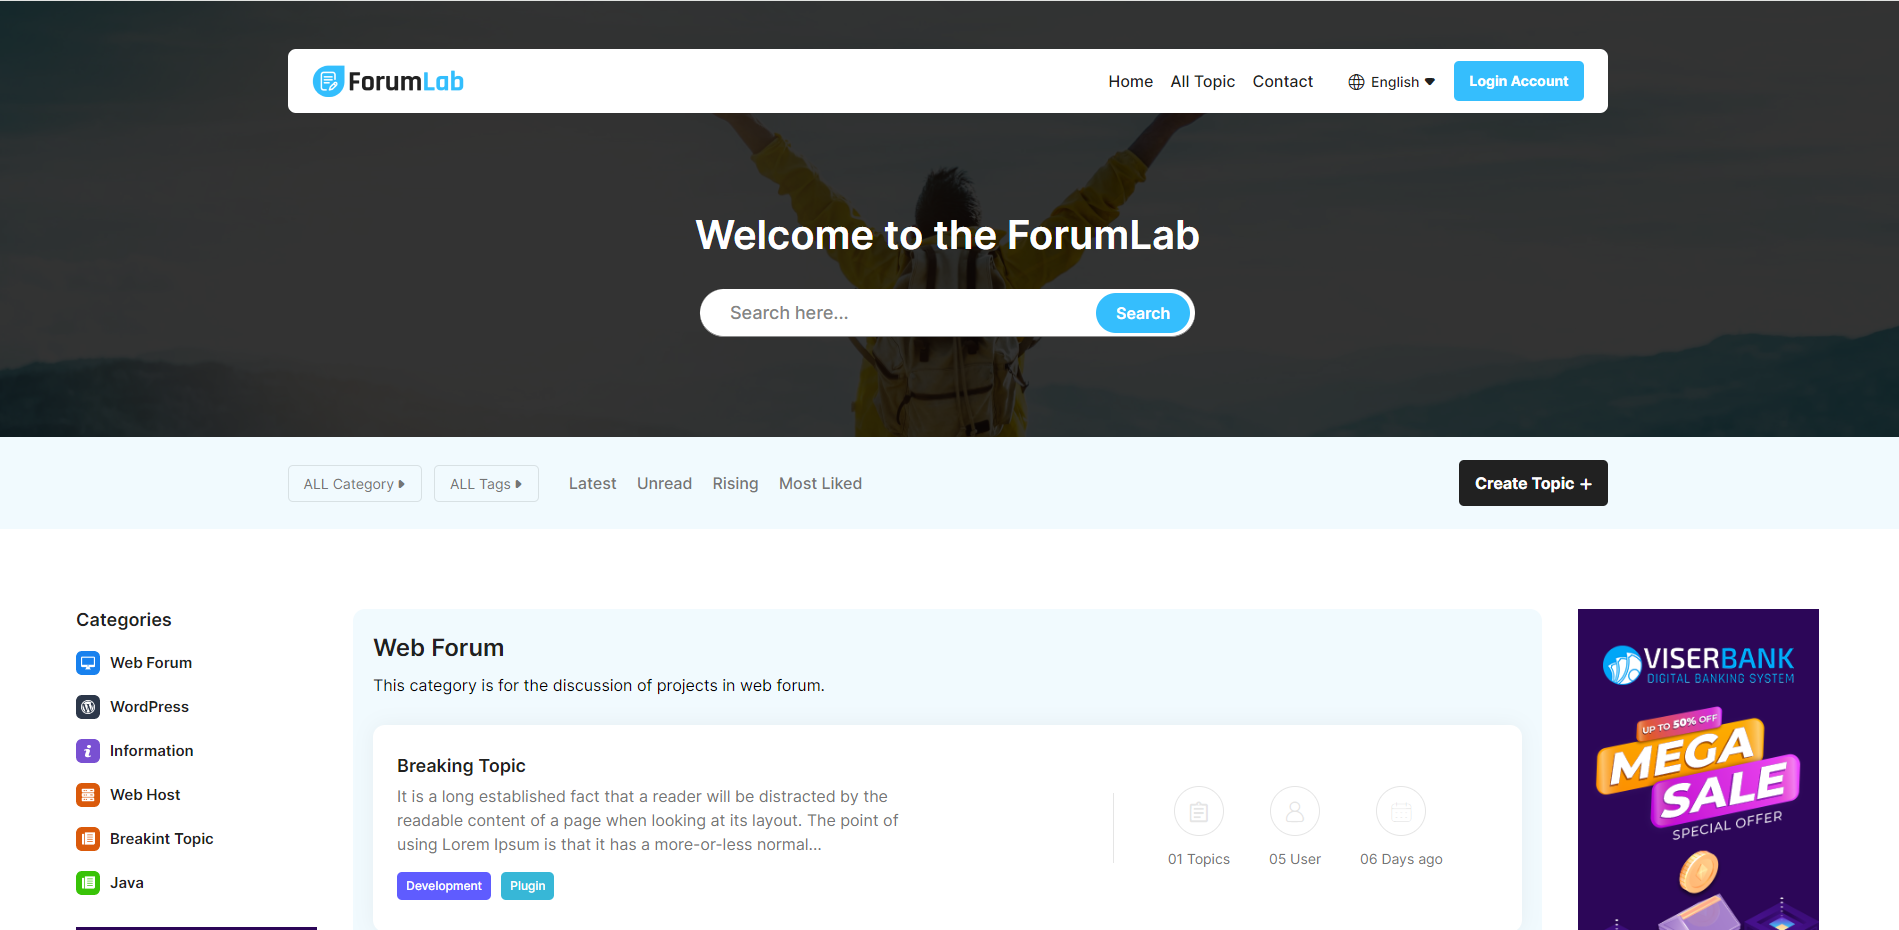 ForumLab
Home All Topic Contact English Login Account
Welcome to the ForumLab
Search here... Search
ALL Category ALL Tags Latest Unread Rising Most Liked Create Topic +
Categories
Web Forum
WordPress
Information
Web Host
Breakint Topic
Java
Web Forum
This category is for the discussion of projects in web forum.
Breaking Topic
It is a long established fact that a reader will be distracted by the
readable content of a page when looking at its layout. The point of
using Lorem Ipsum is that it has a more-or-less normal...
Development Plugin
01 Topics 05 User 06 Days ago
VISERBANK
DIGITAL BANKING SYSTEM
UP TO 50% OFF
MEGA
SALE
SPECIAL OFFER